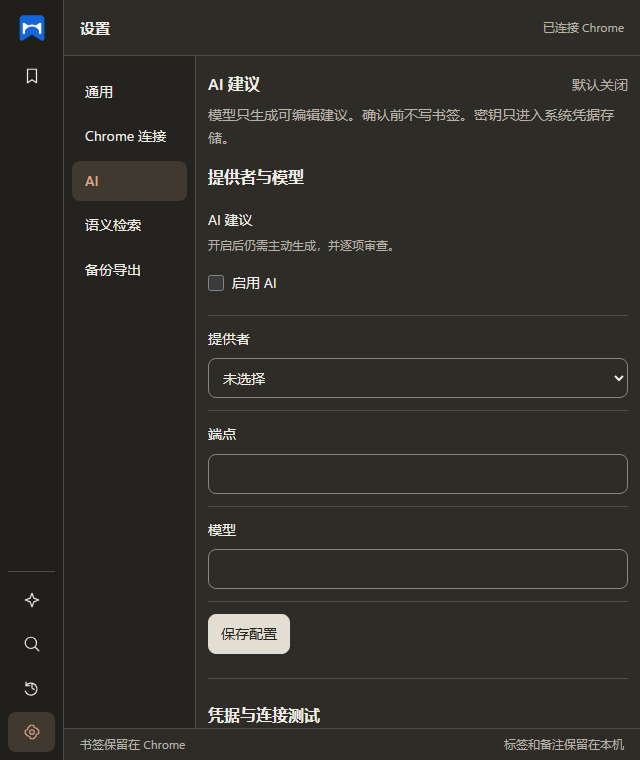 设置
已连接 Chrome
通用
Chrome 连接
AI
语义检索
备份导出
AI 建议
默认关闭
模型只生成可编辑建议。确认前不写书签。密钥只进入系统凭据存
储。
提供者与模型
AI 建议
开启后仍需主动生成，并逐项审查。
启用 AI
提供者
未选择
端点
模型
保存配置
凭据与连接测试
书签保留在 Chrome
标签和备注保留在本机